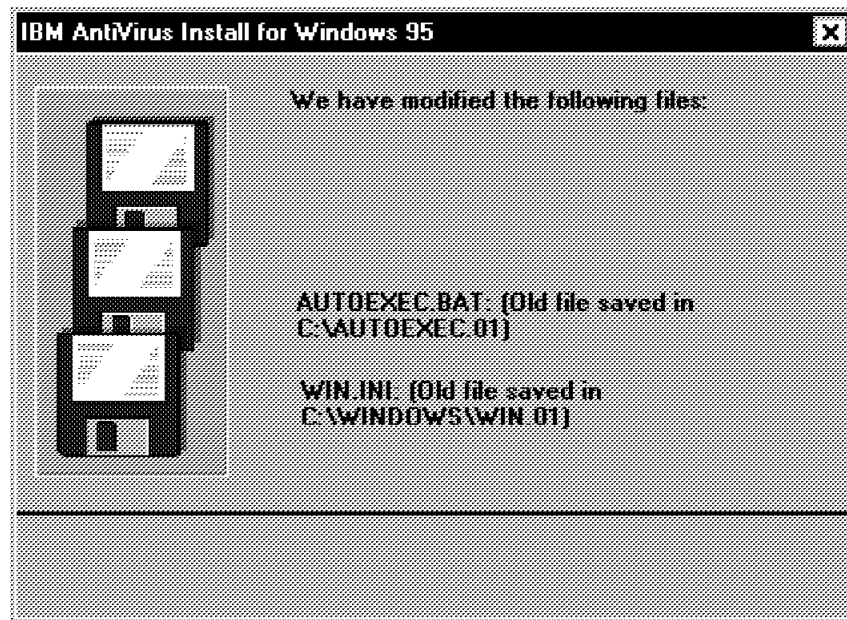 IBM AntiVirus Install for Windows 95
We have modified the following files:
AUTOEXEC.BAT: (Old file saved in
C:\AUTOEXEC.01)
WIN.INI: (Old file saved in
C:\WINDOWS\WIN.01)